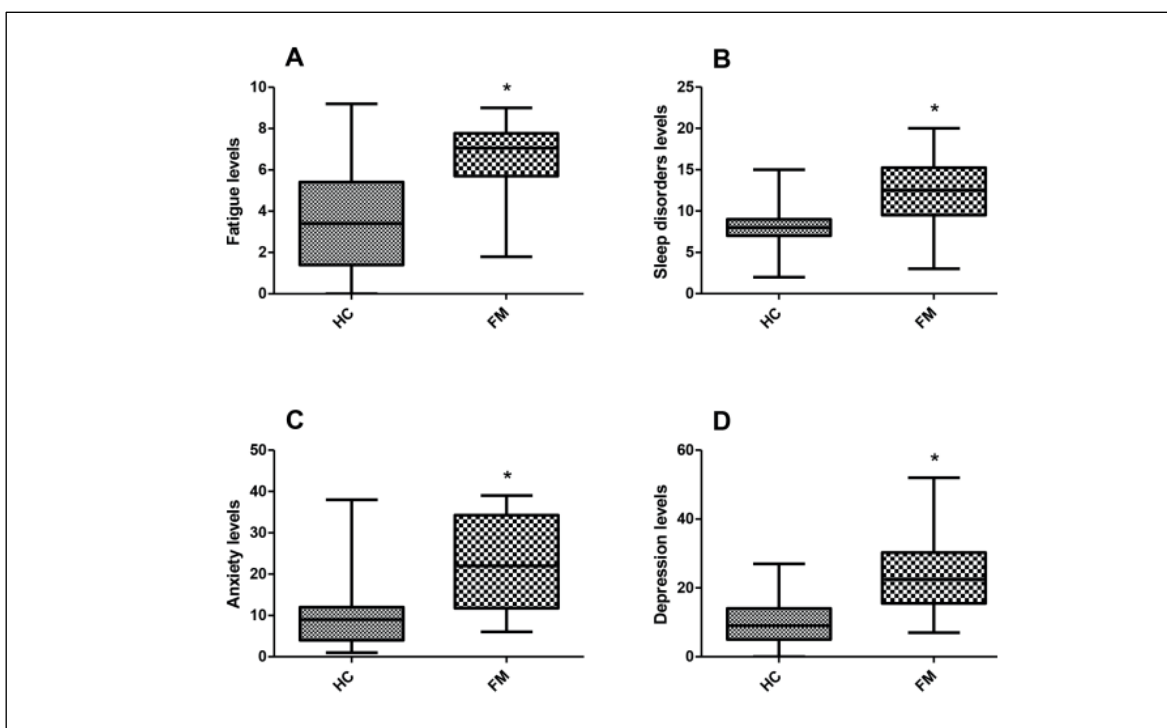 A
Fatigue levels
10
8
6
4
2
0
*
HC
FM
B
Sleep disorders levels
25
20
15
10
5
0
*
HC
FM
C
Anxiety levels
50
40
30
20
10
0
*
HC
FM
D
Depression levels
60
40
20
0
*
HC
FM